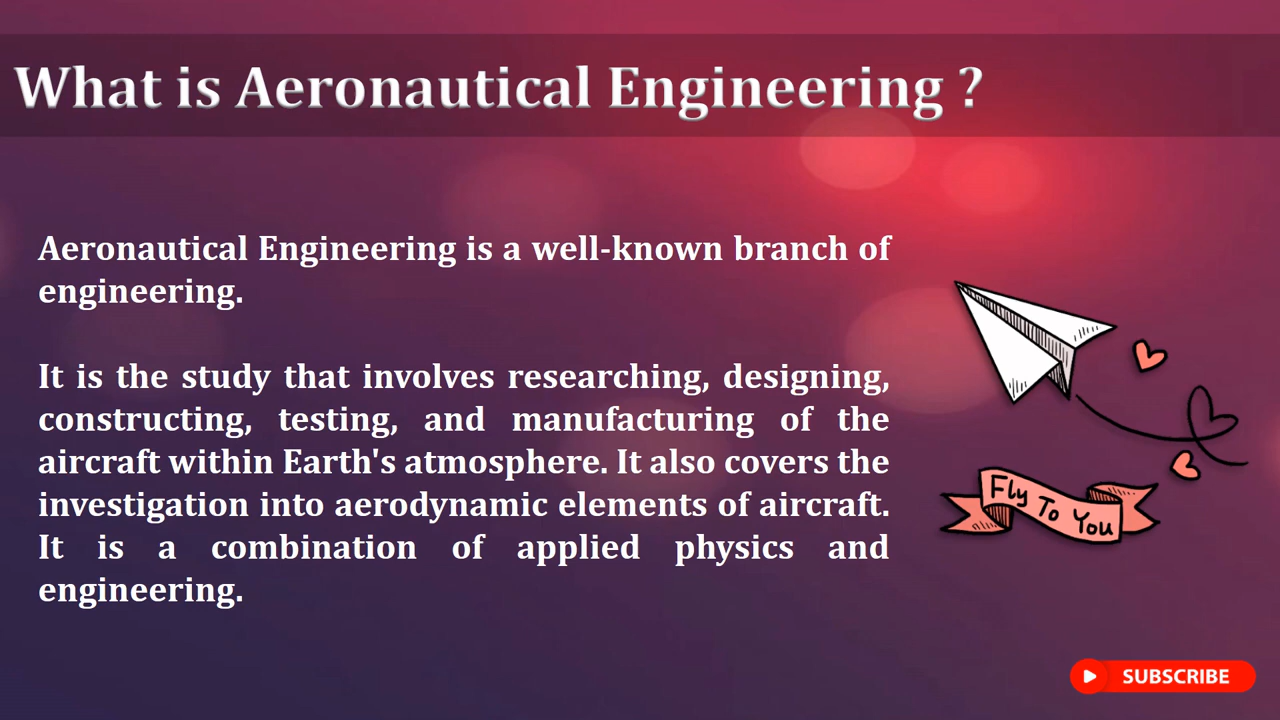 What is Aeronautical Engineering ?
Aeronautical Engineering is a well-known branch of
engineering.
It is the study that involves researching, designing,
constructing, testing, and manufacturing of the
aircraft within Earth's atmosphere. It also covers the
investigation into aerodynamic elements of aircraft.
It is a combination of applied physics and
engineering.
Fly To You
SUBSCRIBE